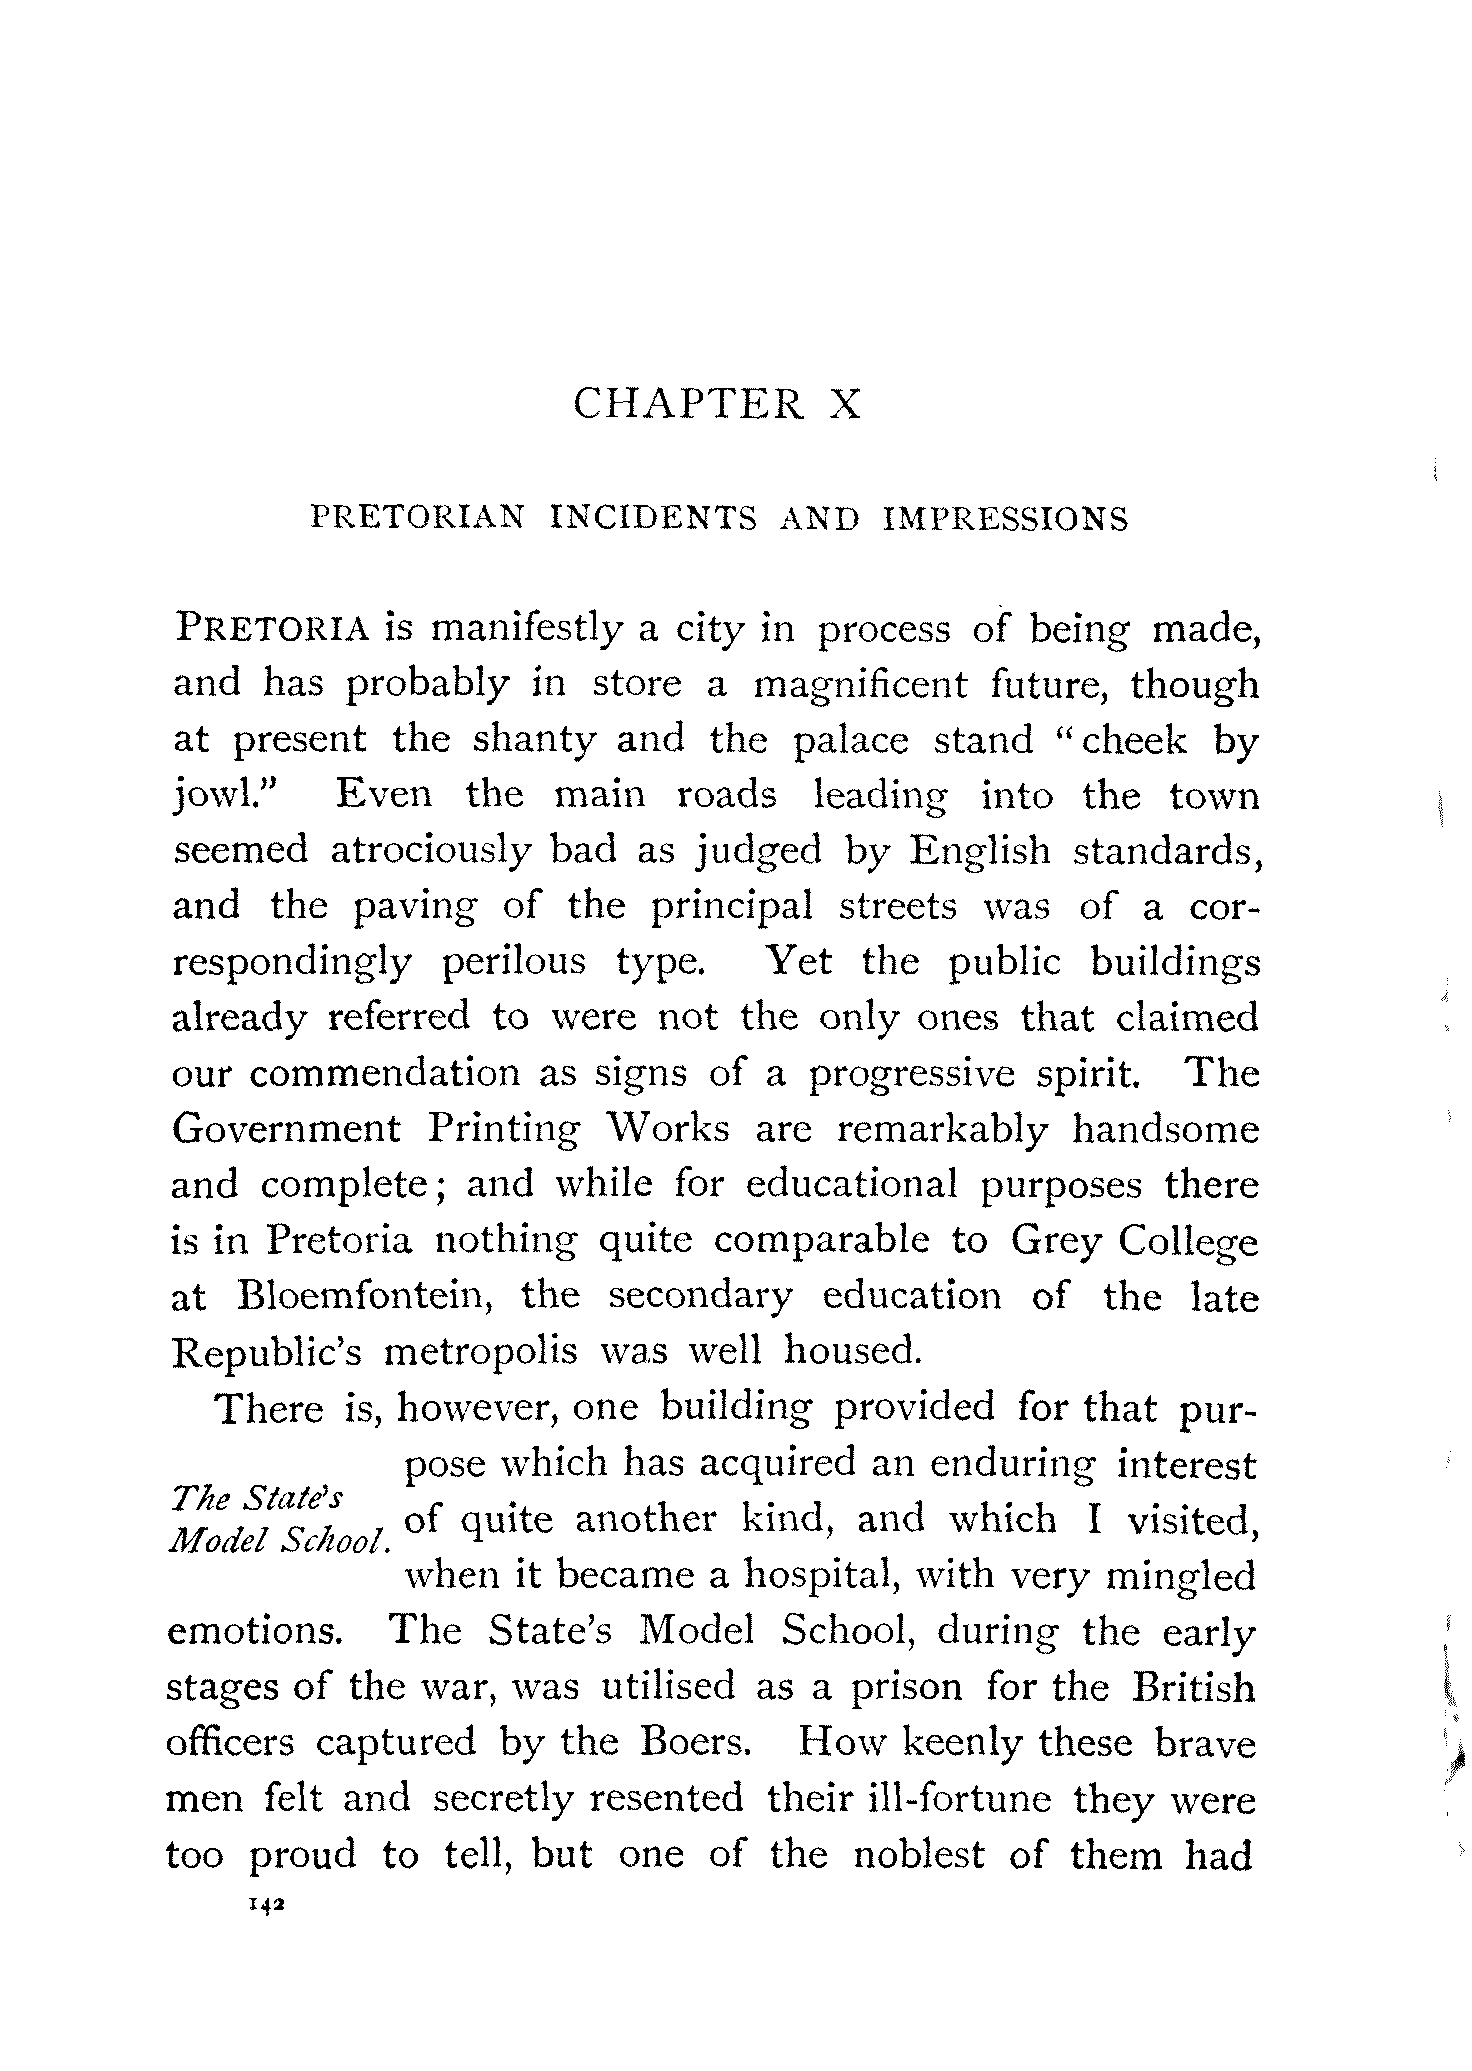 CHAPTER X
PRETORIAN INCIDENTS AND IMPRESSIONS
PRETORIA is manifestly a city in process of being made,
and has probably in store a magnificent future, though
at present the shanty and the palace stand “cheek by
jowl.” Even the main roads leading into the town
seemed atrociously bad as judged by English standards,
and the paving of the principal streets was of a cor-
respondingly perilous type. Yet the public buildings
already referred to were not the only ones that claimed
our commendation as signs of a progressive spirit. The
Government Printing Works are remarkably handsome
and complete; and while for educational purposes there
is in Pretoria nothing quite comparable to Grey College
at Bloemfontein, the secondary education of the late
Republic's metropolis was well housed.
There is, however, one building provided for that pur-
The State's
Model School.
pose which has acquired an enduring interest
of quite another kind, and which I visited,
when it became a hospital, with very mingled
emotions. The State's Model School, during the early
stages of the war, was utilised as a prison for the British
officers captured by the Boers. How keenly these brave
men felt and secretly resented their ill-fortune they were
too proud to tell, but one of the noblest of them had
142